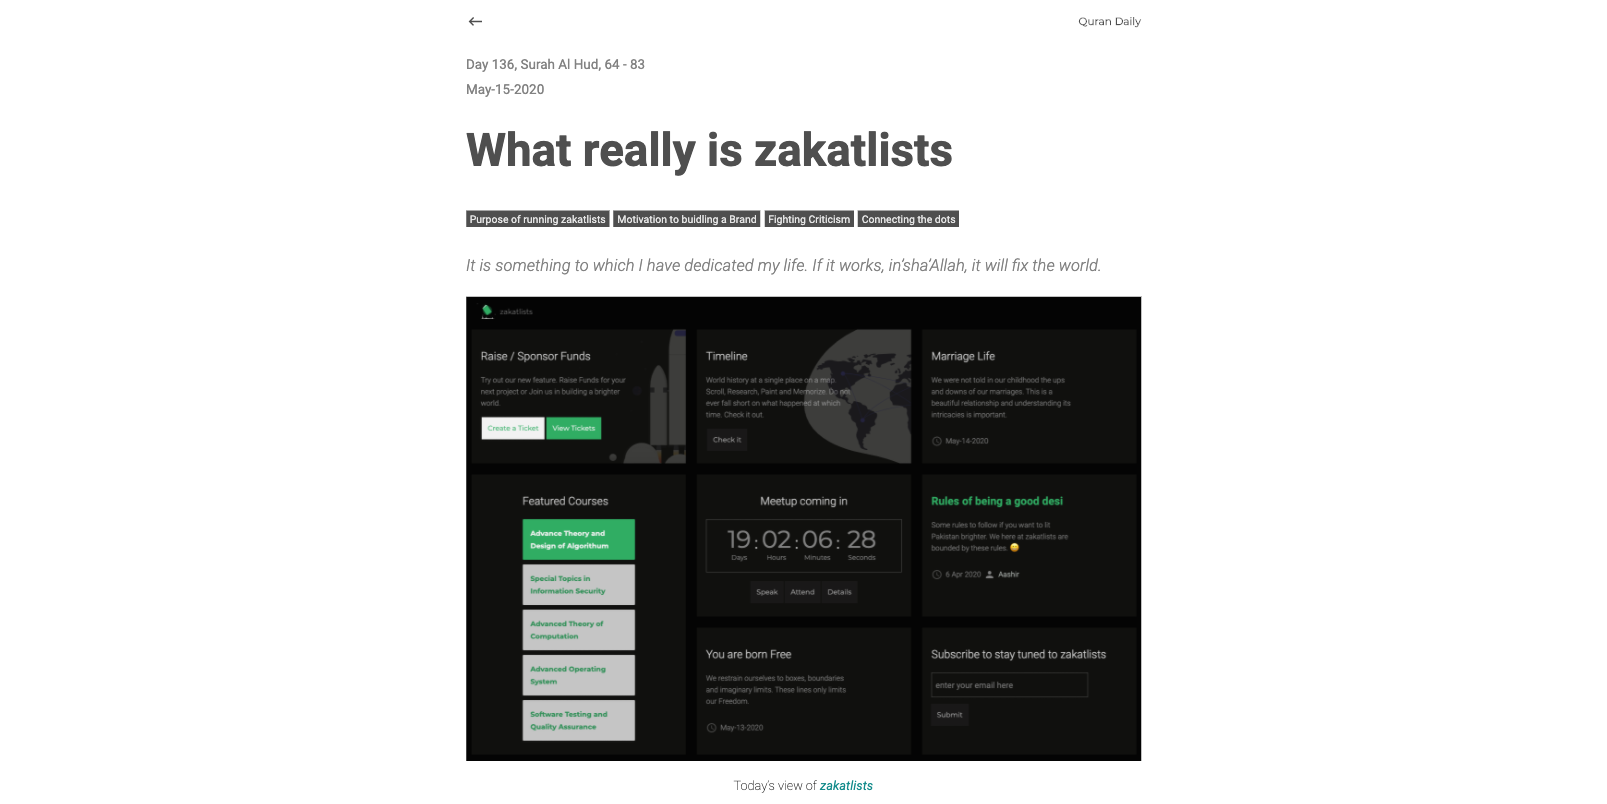 Quran Daily
Day 136, Surah Al Hud, 64 - 83
May-15-2020
What really is zakatlists
Purpose of running zakatlists
Motivation to buidling a Brand
Fighting Criticism
Connecting the dots
It is something to which I have dedicated my life. If it works, in'sha'Allah, it will fix the world.
zakatlists
Raise / Sponsor Funds
Try out our new feature. Raise Funds for your
next project or Join us in building a brighter
world.
Create a Ticket
View Tickets
Timeline
World history at a single place on a map.
Scroll, Research, Paint and Memorize. Do not
ever fall short on what happened at which
time. Check it out.
Check it
Marriage Life
We were not told in our childhood the ups
and downs of our marriages. This is a
beautiful relationship and understanding its
intricacies is important.
May-14-2020
Featured Courses
Advance Theory and
Design of Algorithum
Special Topics in
Information Security
Advanced Theory of
Computation
Advanced Operating
System
Software Testing and
Quality Assurance
Meetup coming in
19 : 02 : 06 : 28
Days Hours Minutes Seconds
Speak Attend Details
Rules of being a good desi
Some rules to follow if you want to lit
Pakistan brighter. We here at zakatlists are
bounded by these rules. 😀
6 Apr 2020 Aashir
You are born Free
We restrain ourselves to boxes, boundaries
and imaginary limits. These lines only limits
our Freedom.
May-13-2020
Subscribe to stay tuned to zakatlists
enter your email here
Submit
Today's view of zakatlists